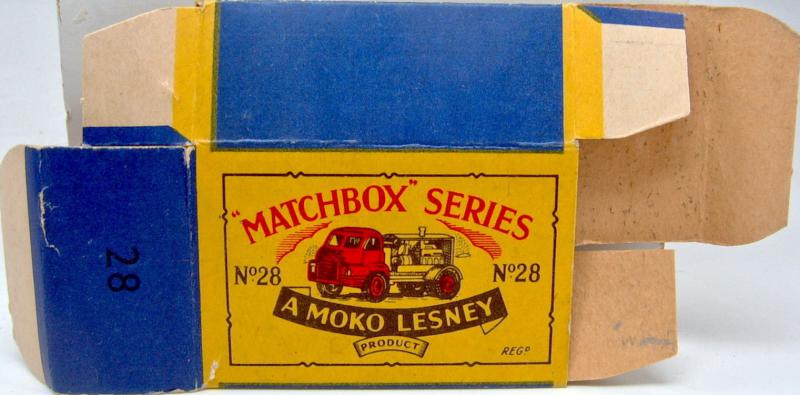 "MATCHBOX" SERIES
Nº28
Nº28
A MOKO LESNEY
PRODUCT
REGD
28